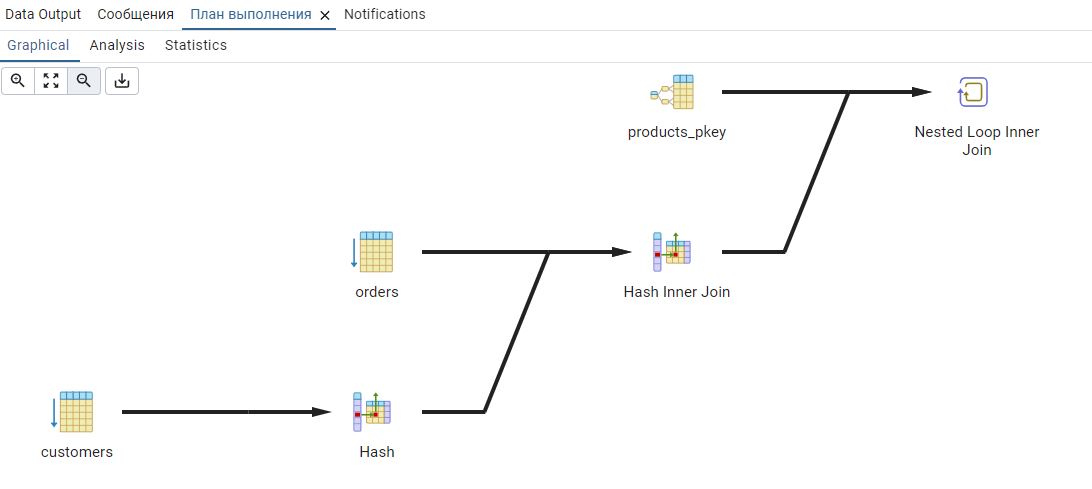 Data Output Сообщения План выполнения × Notifications
Graphical Analysis Statistics
products_pkey
Nested Loop Inner
Join
orders
Hash Inner Join
customers
Hash